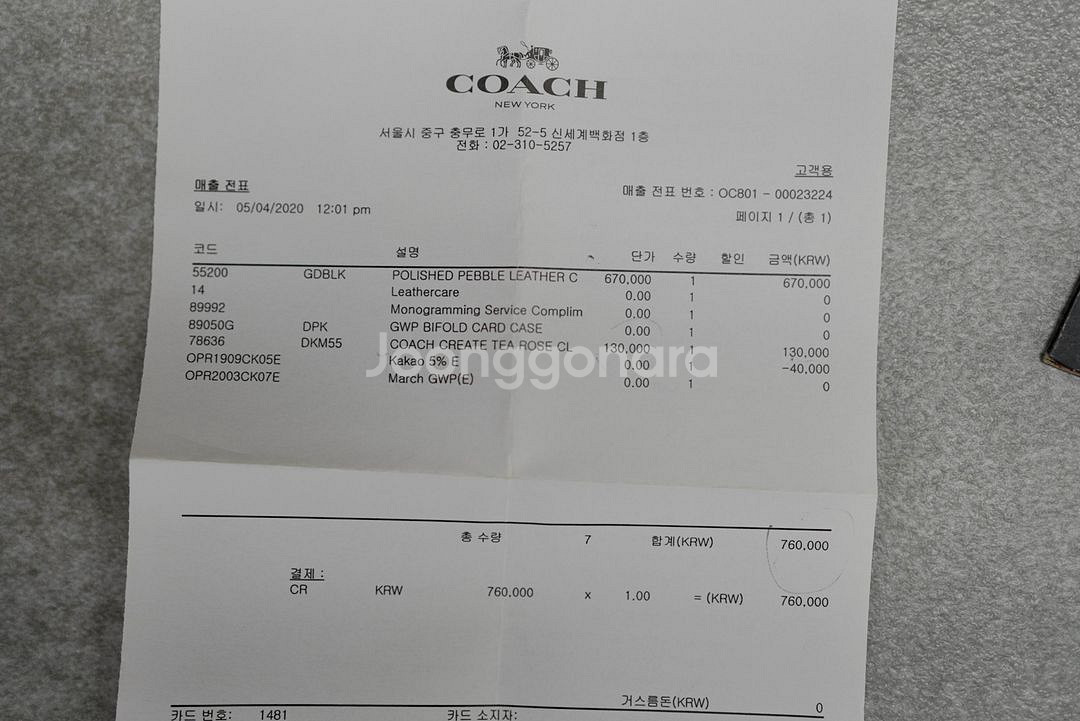 COACH
NEW YORK
서울시 중구 충무로 1가 52-5 신세계백화점 1층
전화 : 02-310-5257
고객용
매출 전표
매출 전표 번호 : OC801 - 00023224
일시: 05/04/2020 12:01 pm
페이지 1 / (총 1)
코드 설명 단가 수량 할인 금액(KRW)
55200 GDBLK POLISHED PEBBLE LEATHER C 670,000 1 670,000
14 Leathercare 0.00 1 0
89992 Monogramming Service Complim 0.00 1 0
89050G DPK GWP BIFOLD CARD CASE 0.00 1 0
78636 DKM55 COACH CREATE TEA ROSE CL 130,000 1 130,000
OPR1909CK05E Kakao 5% E 0.00 1 -40,000
OPR2003CK07E March GWP(E) 0.00 1 0
Joonggonara
총 수량 7 합계(KRW) 760,000
결제 :
CR KRW 760,000 x 1.00 = (KRW) 760,000
거스름돈(KRW) 0
카드 번호: 1481 카드 소지자: